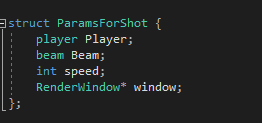 struct ParamsForShot {
player Player;
beam Beam;
int speed;
RenderWindow* window;
};